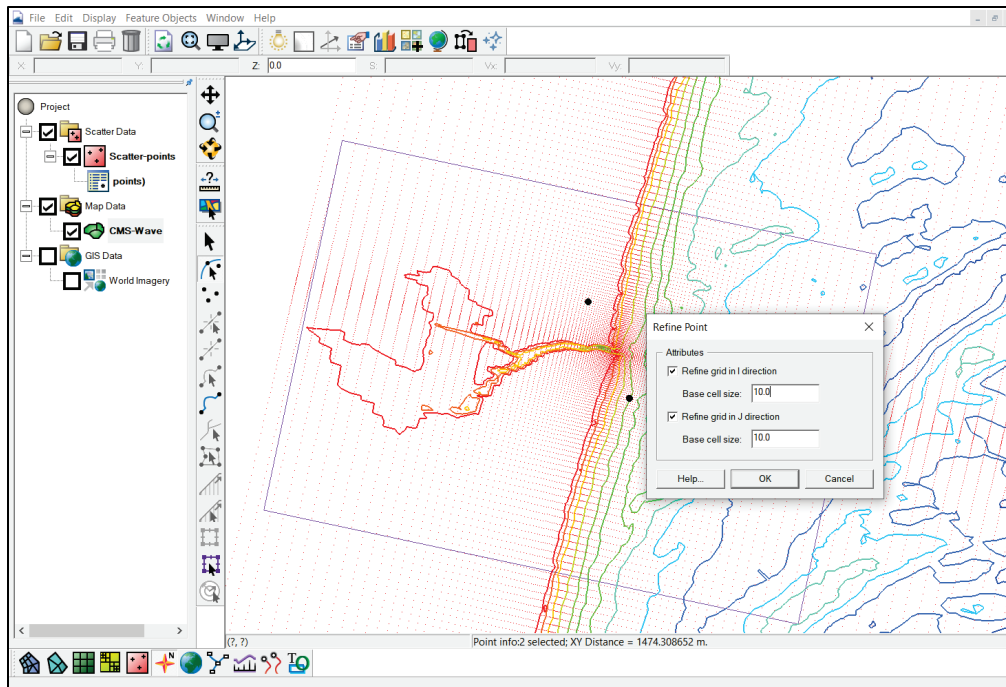 File Edit Display Feature Objects Window Help
X: Y: Z: 0.0 S: Vx: Vy:
Project
Scatter Data
Scatter-points
points)
Map Data
CMS-Wave
GIS Data
World Imagery
Refine Point
Attributes
Refine grid in I direction
Base cell size: 10.0
Refine grid in J direction
Base cell size: 10.0
Help... OK Cancel
(?, ?) Point info:2 selected; XY Distance = 1474.308652 m.